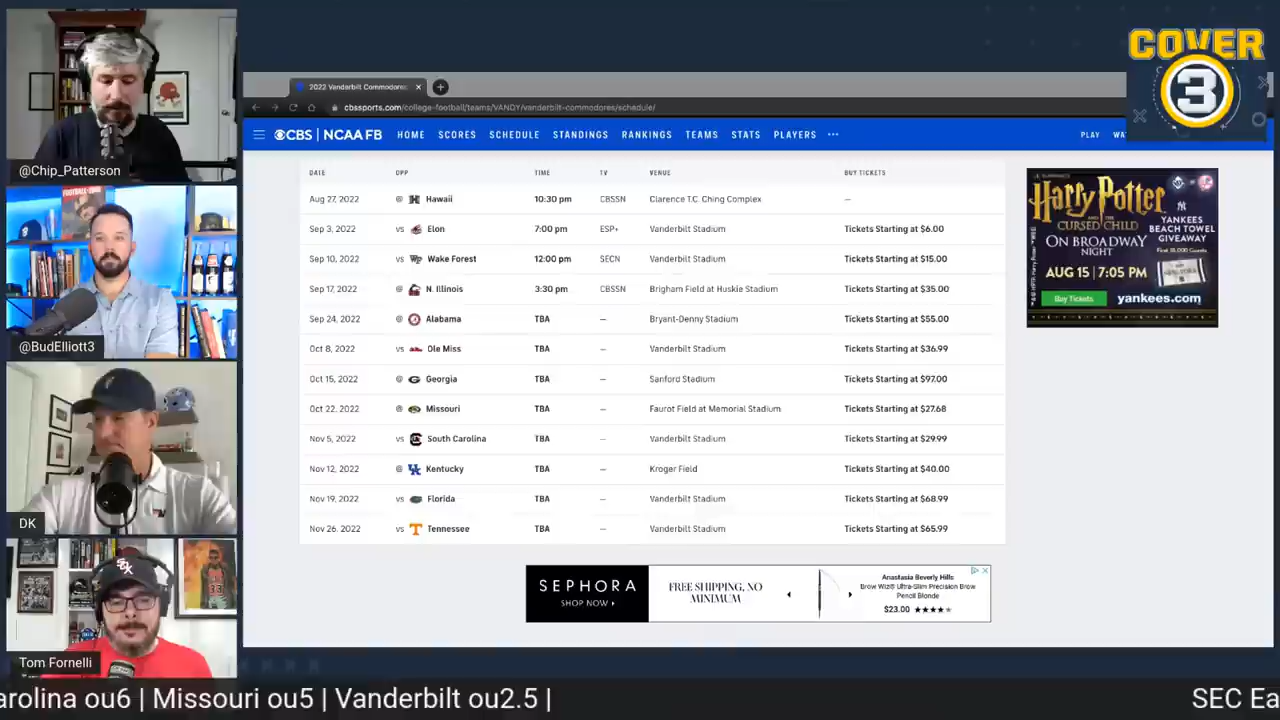 COVER
3
@Chip_Patterson
FOOTBALL
@BudElliott3
DK
SOX
33
Tom Fornelli
2022 Vanderbilt Commodores
cbssports.com/college-football/teams/VANDY/vanderbilt-commodores/schedule/
CBS | NCAA FB HOME SCORES SCHEDULE STANDINGS RANKINGS TEAMS STATS PLAYERS ••• PLAY WAT
DATE OPP TIME TV VENUE BUY TICKETS
Aug 27, 2022 @ Hawaii 10:30 pm CBSSN Clarence T.C. Ching Complex —
Sep 3, 2022 vs Elon 7:00 pm ESP+ Vanderbilt Stadium Tickets Starting at $6.00
Sep 10, 2022 vs Wake Forest 12:00 pm SECN Vanderbilt Stadium Tickets Starting at $15.00
Sep 17, 2022 @ N. Illinois 3:30 pm CBSSN Brigham Field at Huskie Stadium Tickets Starting at $35.00
Sep 24, 2022 @ Alabama TBA — Bryant-Denny Stadium Tickets Starting at $55.00
Oct 8, 2022 vs Ole Miss TBA — Vanderbilt Stadium Tickets Starting at $36.99
Oct 15, 2022 @ Georgia TBA — Sanford Stadium Tickets Starting at $97.00
Oct 22, 2022 @ Missouri TBA — Faurot Field at Memorial Stadium Tickets Starting at $27.68
Nov 5, 2022 vs South Carolina TBA — Vanderbilt Stadium Tickets Starting at $29.99
Nov 12, 2022 @ Kentucky TBA — Kroger Field Tickets Starting at $40.00
Nov 19, 2022 vs Florida TBA — Vanderbilt Stadium Tickets Starting at $68.99
Nov 26, 2022 vs Tennessee TBA — Vanderbilt Stadium Tickets Starting at $65.99
Harry Potter
AND THE
CURSED CHILD
ON BROADWAY
NIGHT
YANKEES
BEACH TOWEL
GIVEAWAY
AUG 15 | 7:05 PM
Buy Tickets
yankees.com
SEPHORA
SHOP NOW
FREE SHIPPING, NO
MINIMUM
Anastasia Beverly Hills
Brow Wiz® Ultra-Slim Precision Brow
Pencil Blonde
$23.00
arolina ou6 | Missouri ou5 | Vanderbilt ou2.5 | SEC Ea